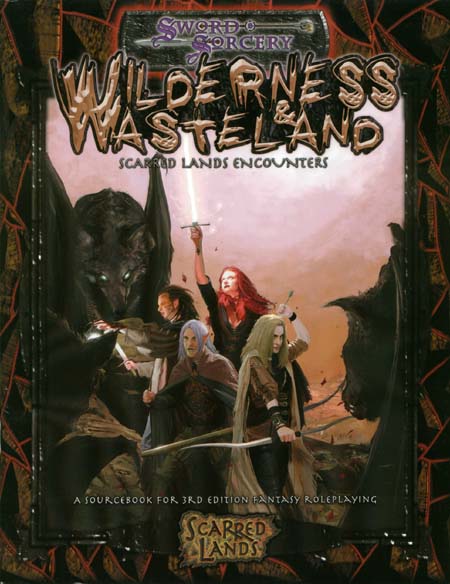 SWORD & SORCERY
WILDERNESS
&
WASTELAND
SCARRED LANDS ENCOUNTERS
A SOURCEBOOK FOR 3RD EDITION FANTASY ROLEPLAYING
SCARRED
LANDS